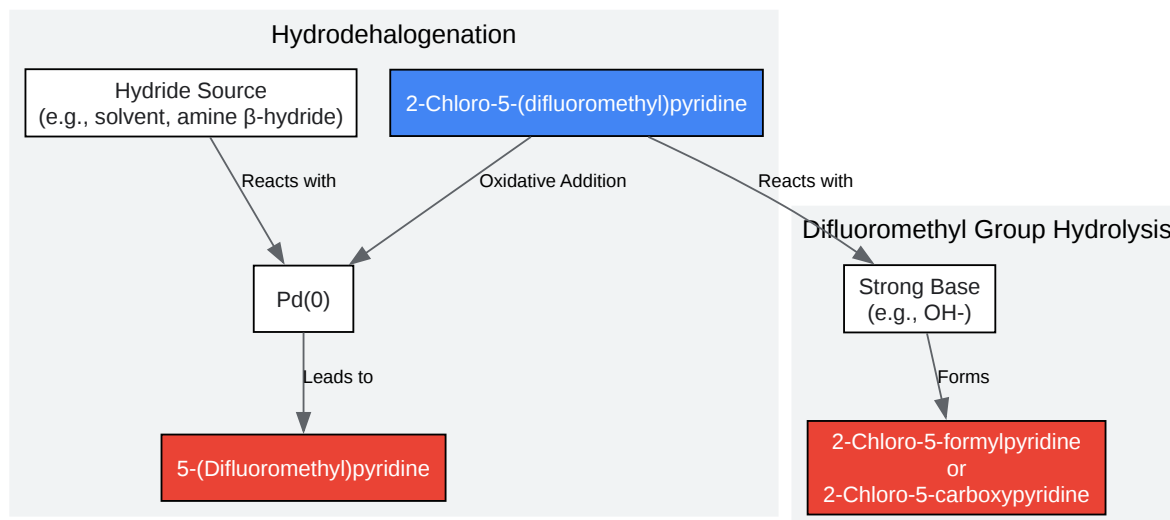 Hydrodehalogenation
Hydride Source
(e.g., solvent, amine β-hydride)
2-Chloro-5-(difluoromethyl)pyridine
Reacts with
Oxidative Addition
Reacts with
Difluoromethyl Group Hydrolysis
Pd(0)
Strong Base
(e.g., OH-)
Leads to
Forms
5-(Difluoromethyl)pyridine
2-Chloro-5-formylpyridine
or
2-Chloro-5-carboxypyridine